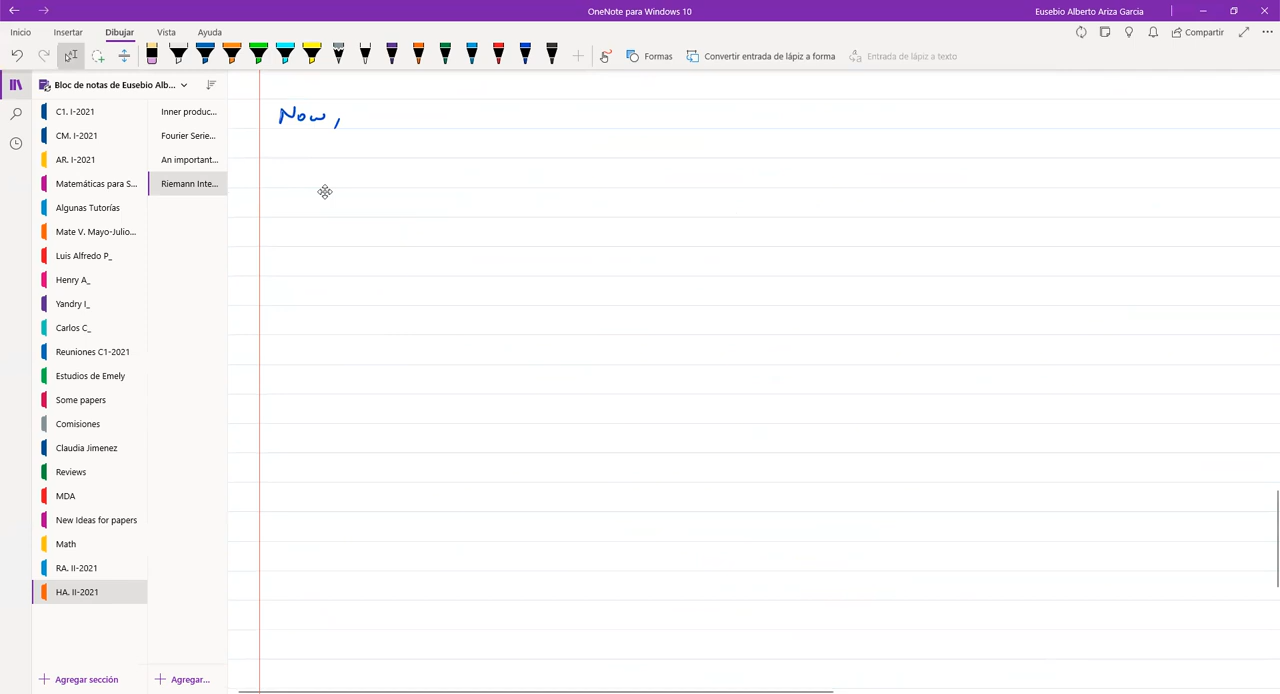 OneNote para Windows 10
Eusebio Alberto Ariza Garcia
Inicio Insertar Dibujar Vista Ayuda
Compartir
Formas Convertir entrada de lápiz a forma Entrada de lápiz a texto
Bloc de notas de Eusebio Alb...
C1. I-2021
CM. I-2021
AR. I-2021
Matemáticas para S...
Algunas Tutorías
Mate V. Mayo-Julio...
Luis Alfredo P_
Henry A_
Yandry I_
Carlos C_
Reuniones C1-2021
Estudios de Emely
Some papers
Comisiones
Claudia Jimenez
Reviews
MDA
New Ideas for papers
Math
RA. II-2021
HA. II-2021
Agregar sección
Inner produc...
Fourier Serie...
An important...
Riemann Inte...
Agregar...
Now,